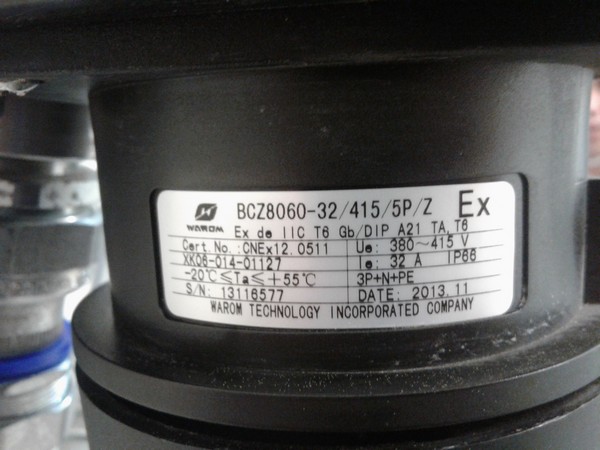 BCZ8060-32/415/5P/Z Ex
WAROM Ex de IIC T6 Gb/DIP A21 TA,T6
Cert No.:CNEx12.0511 Ue: 380～415 V
XK06-014-01127 Ie: 32 A IP66
-20℃≤Ta≤+55℃ 3P+N+PE
S/N: 13116577 DATE: 2013.11
WAROM TECHNOLOGY INCORPORATED COMPANY